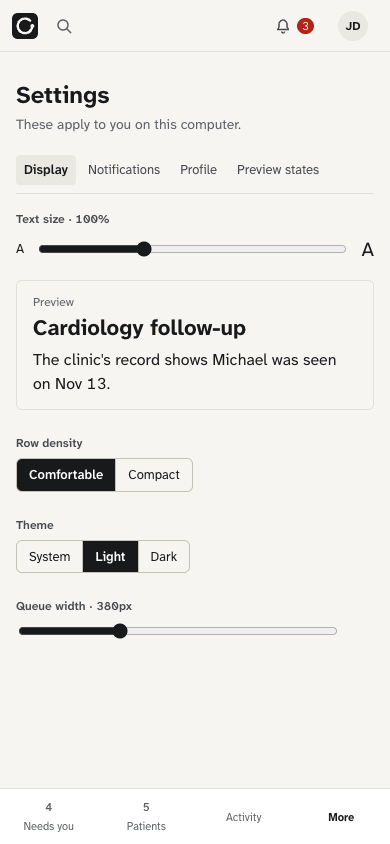 3
JD
Settings
These apply to you on this computer.
Display Notifications Profile Preview states
Text size · 100%
A A
Preview
Cardiology follow-up
The clinic's record shows Michael was seen
on Nov 13.
Row density
Comfortable Compact
Theme
System Light Dark
Queue width · 380px
4 5
Needs you Patients Activity More